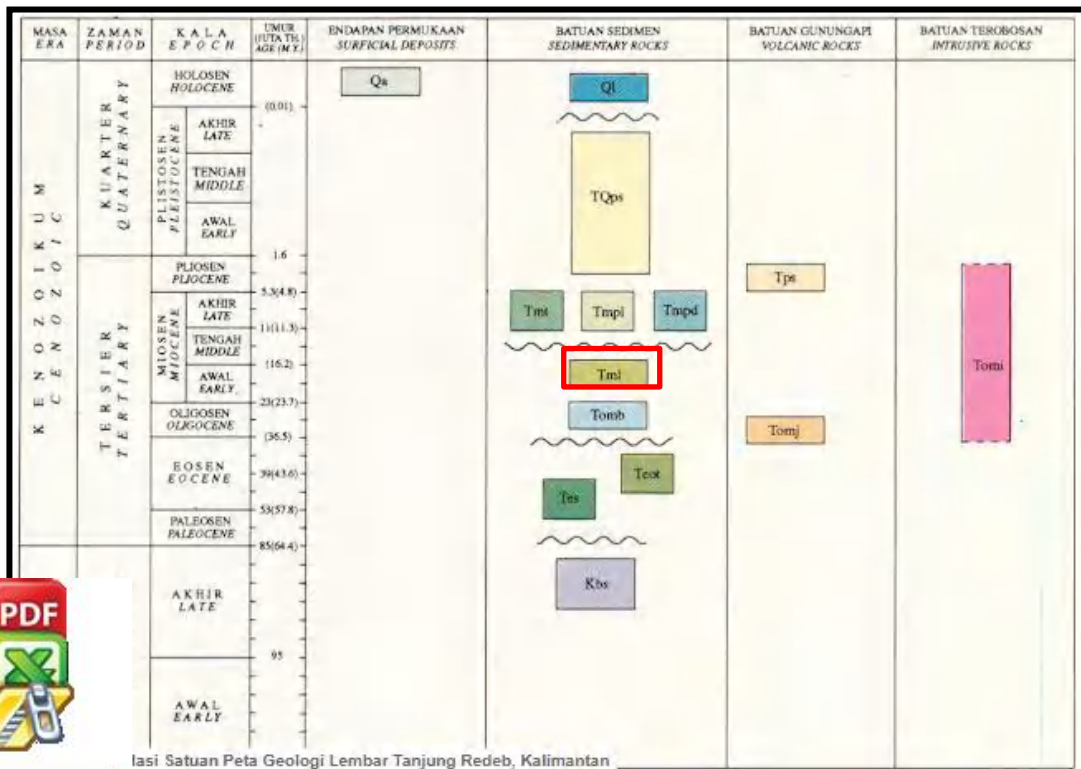 MASA
ERA
ZAMAN
PERIOD
KALA
EPOCH
UMUR
(JUTA TH.)
AGE (M.Y.)
ENDAPAN PERMUKAAN
SURFICIAL DEPOSITS
BATUAN SEDIMEN
SEDIMENTARY ROCKS
BATUAN GUNUNGAPI
VOLCANIC ROCKS
BATUAN TEROBOSAN
INTRUSIVE ROCKS
KENOZOIKUM
CENOZOIC
KUARTER
QUATERNARY
HOLOSEN
HOLOCENE
(0.01)
Qa
Ql
PLISTOSEN
PLEISTOCENE
AKHIR
LATE
TENGAH
MIDDLE
AWAL
EARLY
TQps
1.6
TERSIER
TERTIARY
PLIOSEN
PLIOCENE
Tps
5.3(4.8)
MIOSEN
MIOCENE
AKHIR
LATE
Tmt
Tmpl
Tmpd
11(11.3)
TENGAH
MIDDLE
(16.2)
AWAL
EARLY
Tml
Tomi
23(23.7)
OLIGOSEN
OLIGOCENE
Tomb
Tomj
(36.5)
EOSEN
EOCENE
39(43.6)
Teot
Tes
53(57.8)
PALEOSEN
PALEOCENE
85(64.4)
AKHIR
LATE
Kbs
95
AWAL
EARLY
PDF
lasi Satuan Peta Geologi Lembar Tanjung Redeb, Kalimantan